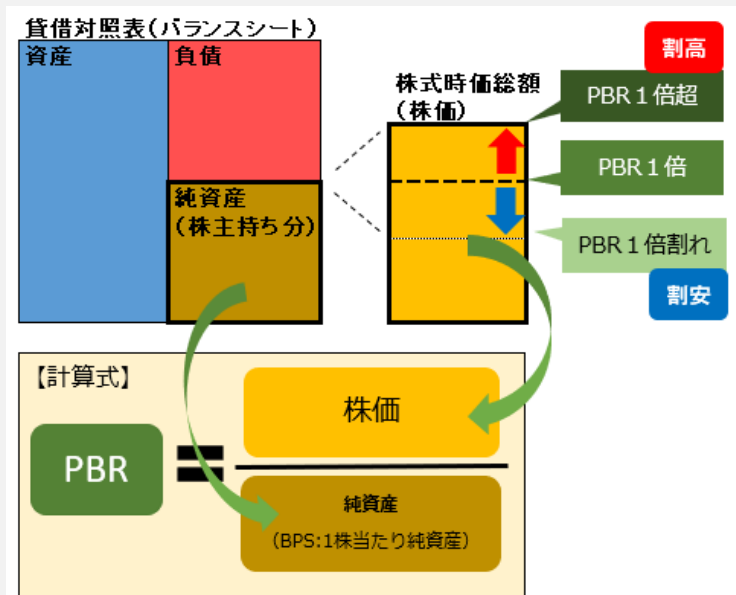 貸借対照表(バランスシート)
資産
負債
純資産
(株主持ち分)
株式時価総額
(株価)
割高
PBR１倍超
PBR１倍
PBR１倍割れ
割安
【計算式】
PBR
=
株価
純資産
(BPS:1株当たり純資産)